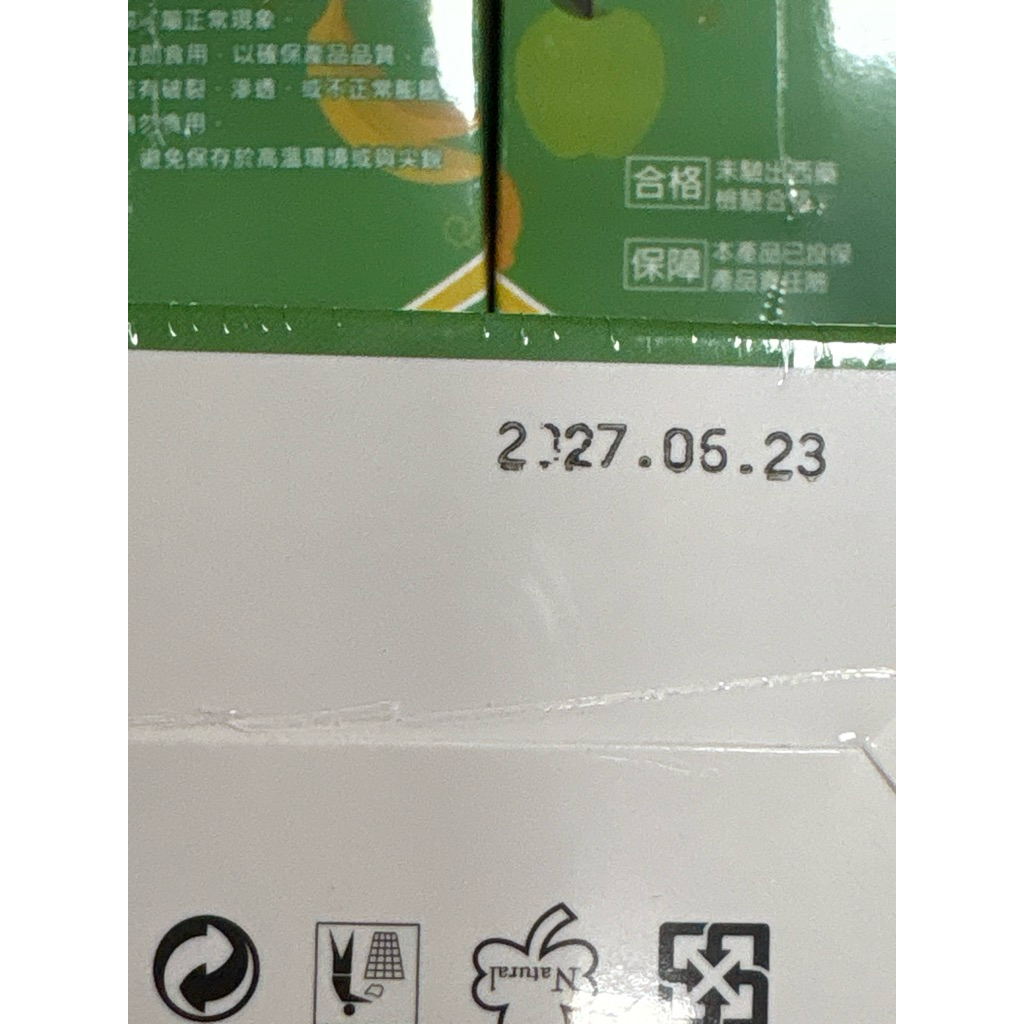 屬正常現象。
立即食用，以確保產品品質、
有破裂、滲透，或不正常膨脹
請勿食用。
避免保存於高溫環境或與尖銳
合格 未驗出西藥
檢驗合格
保障 本產品已投保
產品責任險
2027.06.23
Natural